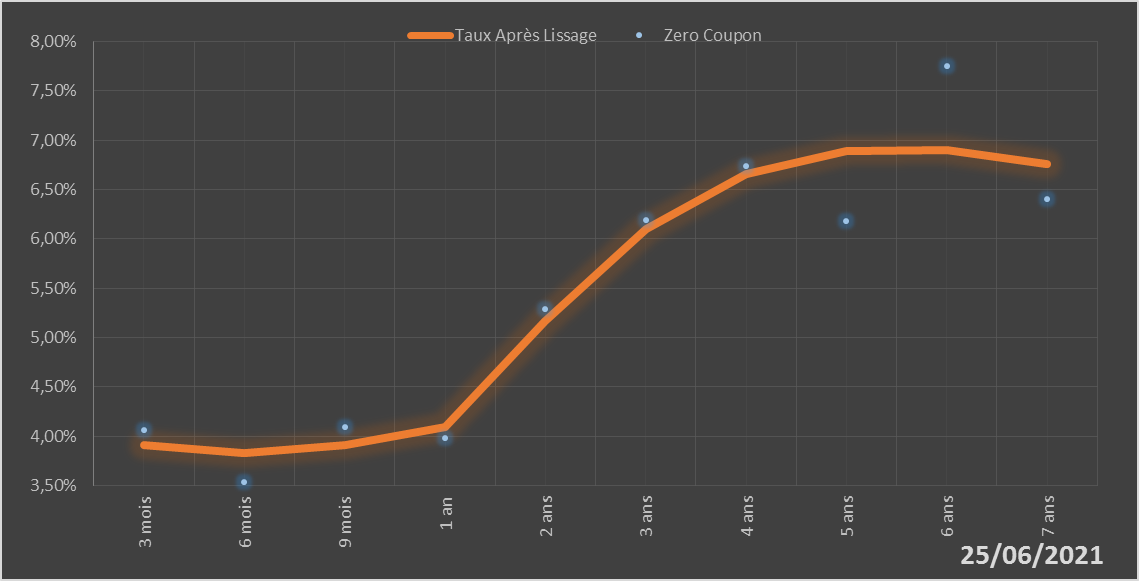 Taux Après Lissage Zero Coupon
8,00%
7,50%
7,00%
6,50%
6,00%
5,50%
5,00%
4,50%
4,00%
3,50%
3 mois
6 mois
9 mois
1 an
2 ans
3 ans
4 ans
5 ans
6 ans
7 ans
25/06/2021